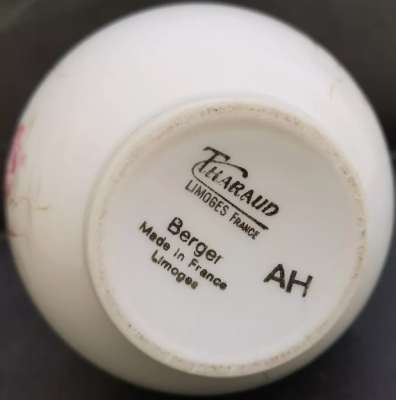 THARAUD
LIMOGES FRANCE
Berger
Made in France
Limoges
AH